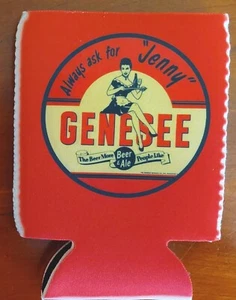 Always ask for "Jenny"
GENESEE
The Beer Most Beer & Ale People Like